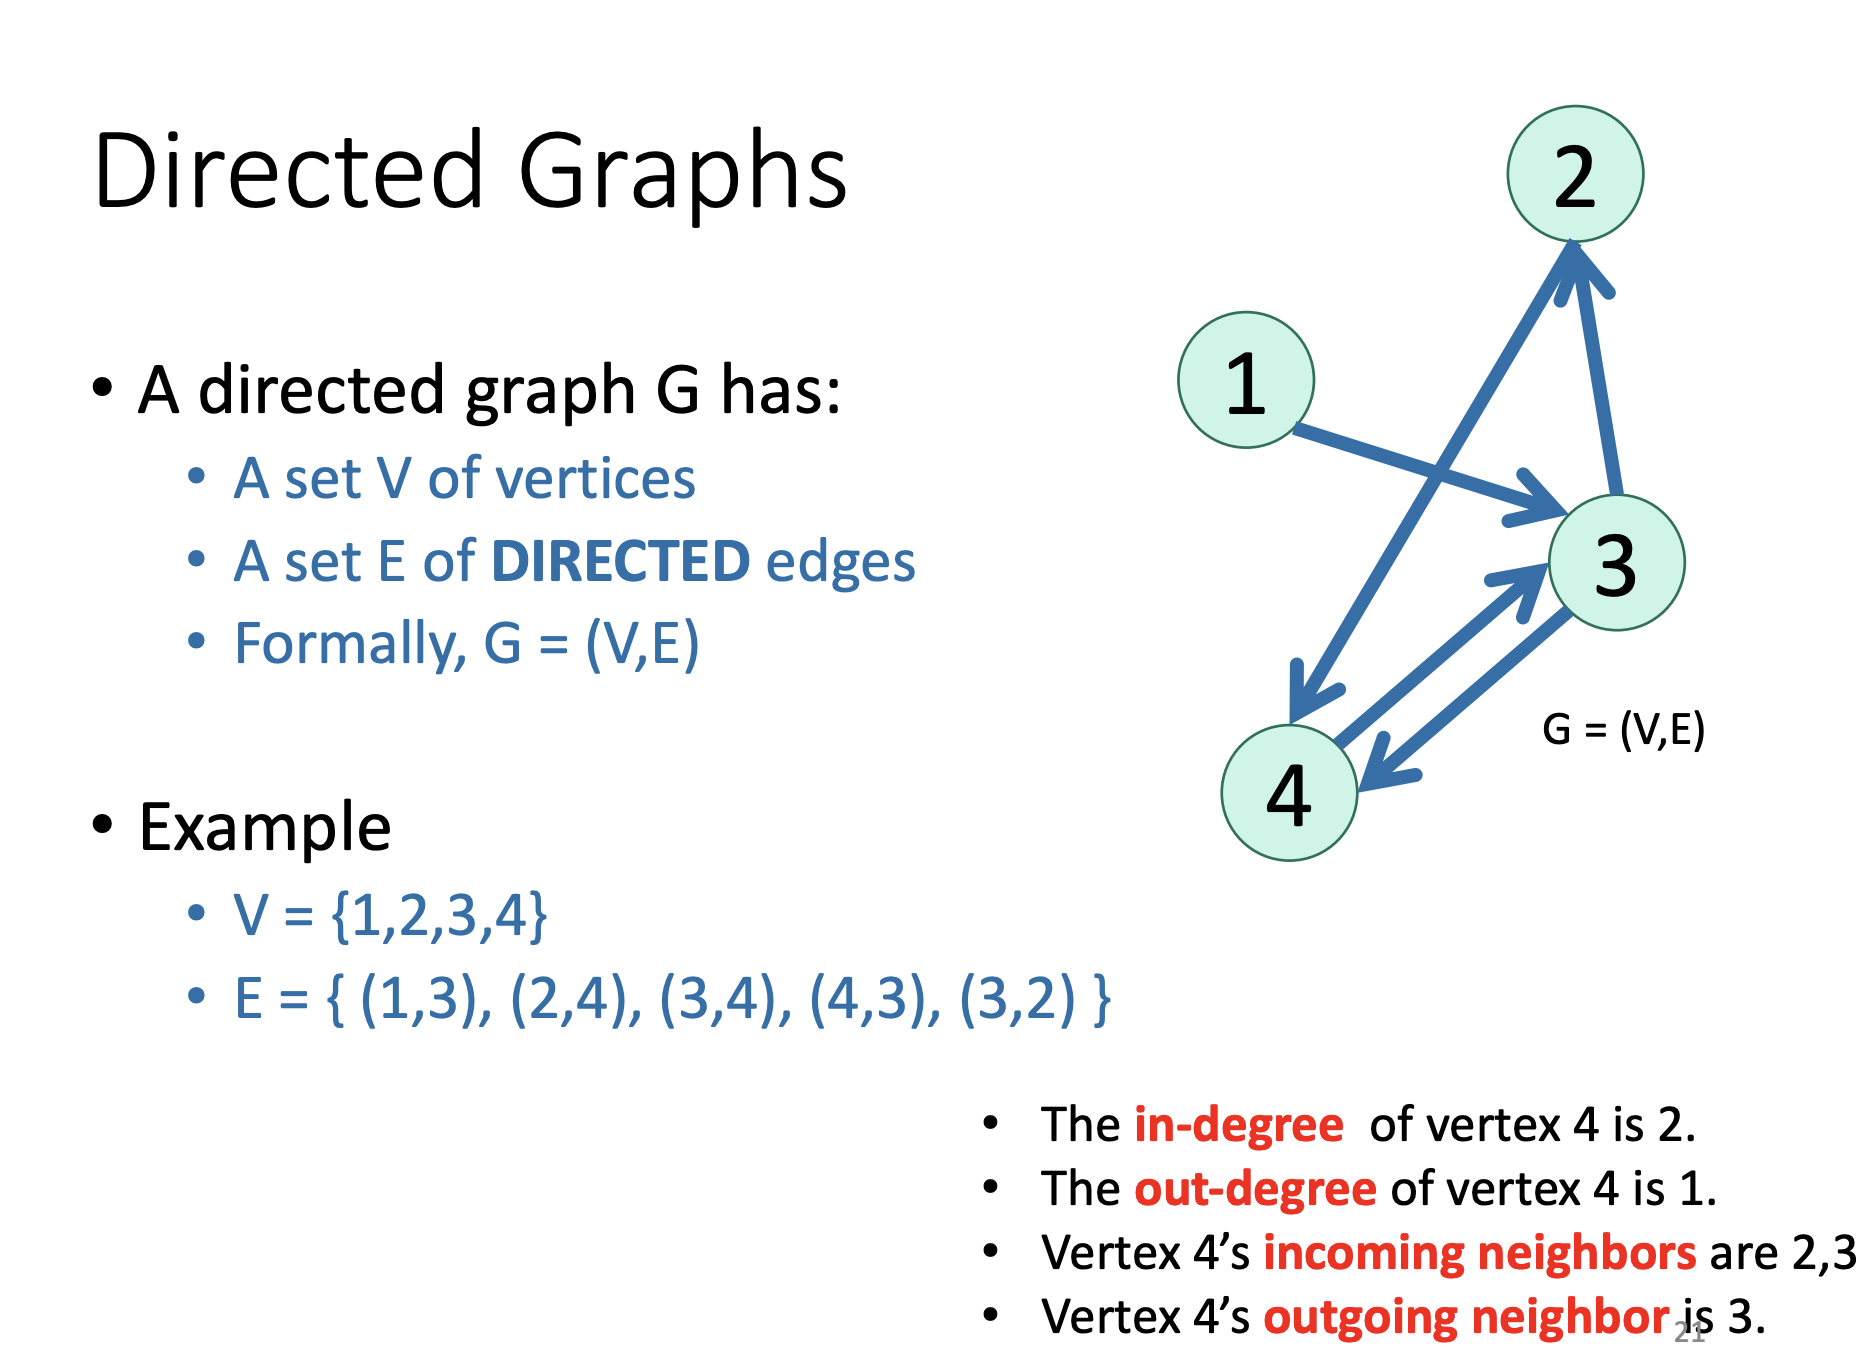 Directed Graphs
• A directed graph G has:
• A set V of vertices
• A set E of DIRECTED edges
• Formally, G = (V,E)
• Example
• V = {1,2,3,4}
• E = { (1,3), (2,4), (3,4), (4,3), (3,2) }
2
1
3
4
G = (V,E)
• The in-degree of vertex 4 is 2.
• The out-degree of vertex 4 is 1.
• Vertex 4’s incoming neighbors are 2,3
• Vertex 4’s outgoing neighbor is 3.
21